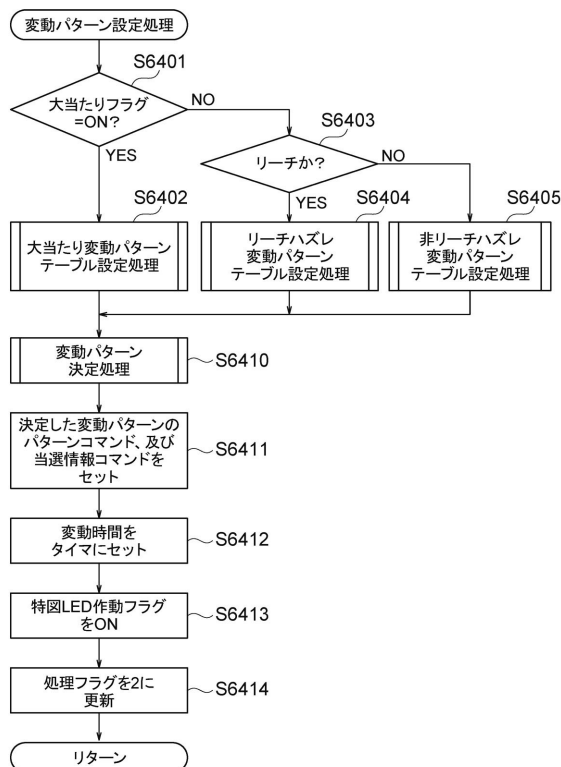 変動パターン設定処理
S6401
大当たりフラグ
=ON?
NO
YES
S6403
リーチか?
NO
YES
S6402
大当たり変動パターン
テーブル設定処理
S6404
リーチハズレ
変動パターン
テーブル設定処理
S6405
非リーチハズレ
変動パターン
テーブル設定処理
変動パターン
決定処理
S6410
決定した変動パターンの
パターンコマンド、及び
当選情報コマンドを
セット
S6411
変動時間を
タイマにセット
S6412
特図LED作動フラグ
をON
S6413
処理フラグを2に
更新
S6414
リターン